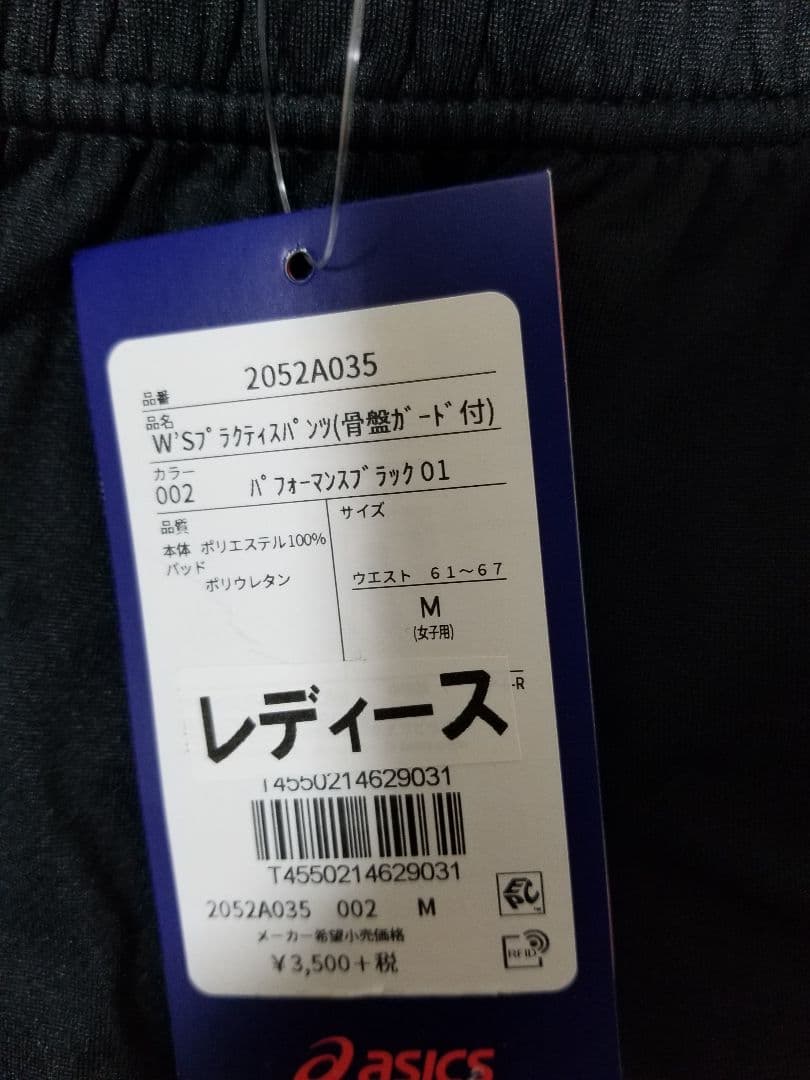 品番 2052A035
品名
W'Sﾌﾟﾗｸﾃｨｽﾊﾟﾝﾂ(骨盤ｶﾞｰﾄﾞ付)
カラー
002 ﾊﾟﾌｫｰﾏﾝｽﾌﾞﾗｯｸ01
品質
本体 ポリエステル100%
パッド
ポリウレタン
サイズ
ウエスト 61～67
M
(女子用)
-R
レディース
T4550214629031
T4550214629031
2052A035 002 M
メーカー希望小売価格
¥3,500+税
EPC
RFID
asics